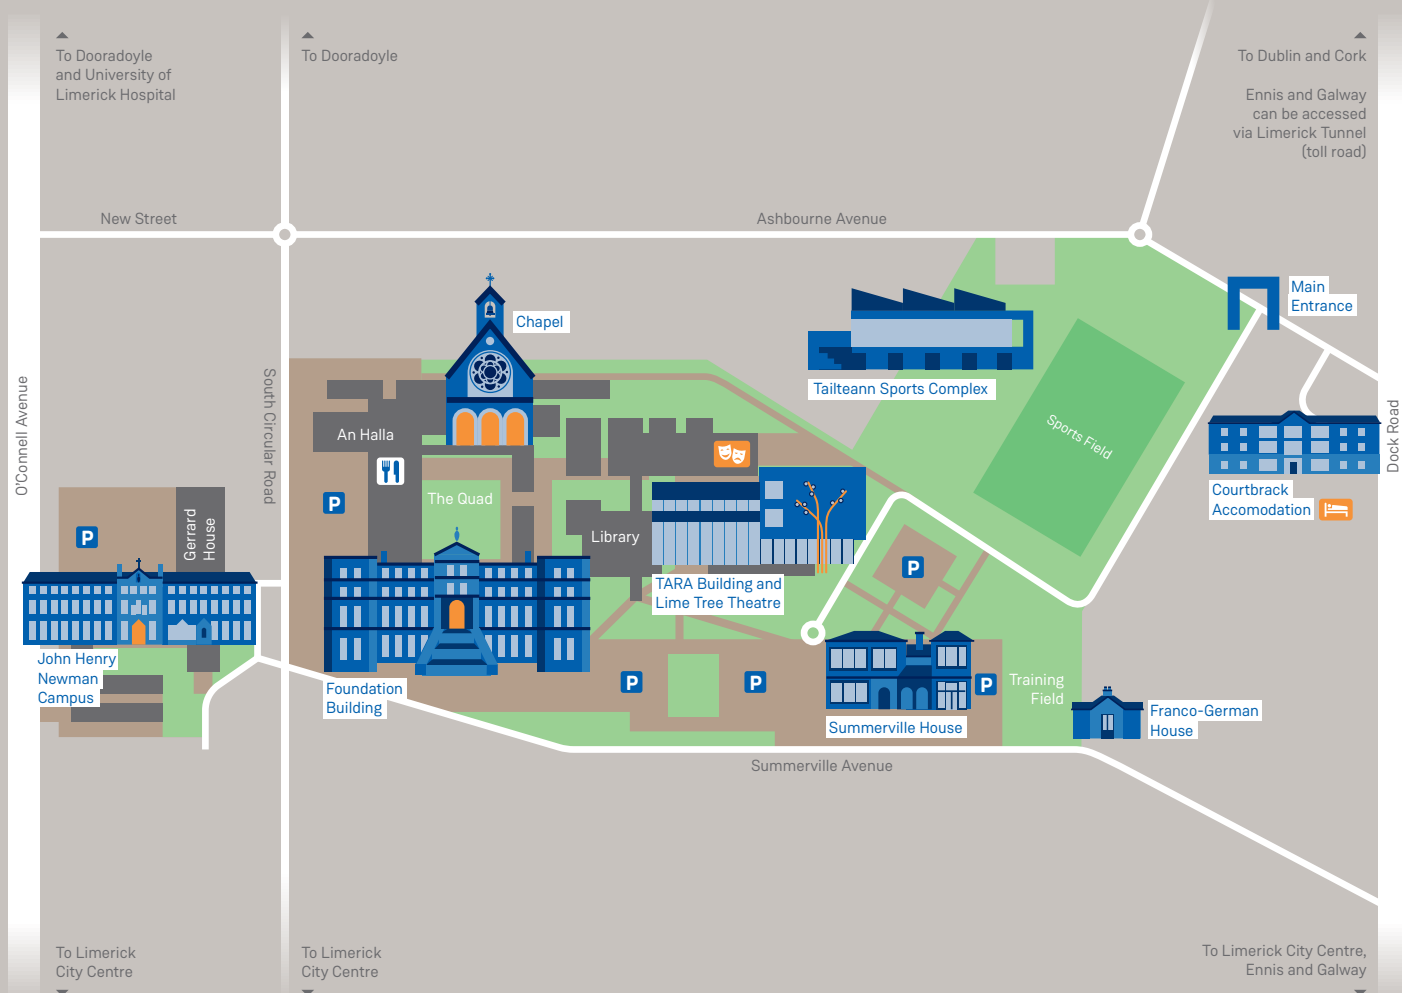 To Dooradoyle
and University of
Limerick Hospital
To Dooradoyle
To Dublin and Cork
Ennis and Galway
can be accessed
via Limerick Tunnel
(toll road)
New Street
Ashbourne Avenue
Main
Entrance
Chapel
Tailteann Sports Complex
O'Connell Avenue
South Circular Road
Dock Road
An Halla
Sports Field
The Quad
P
Courtbrack
Accomodation
P
Gerrard
House
Library
P
TARA Building and
Lime Tree Theatre
John Henry
Newman
Campus
Foundation
Building
P
P
P
Training
Field
Summerville House
Franco-German
House
Summerville Avenue
To Limerick
City Centre
To Limerick
City Centre
To Limerick City Centre,
Ennis and Galway